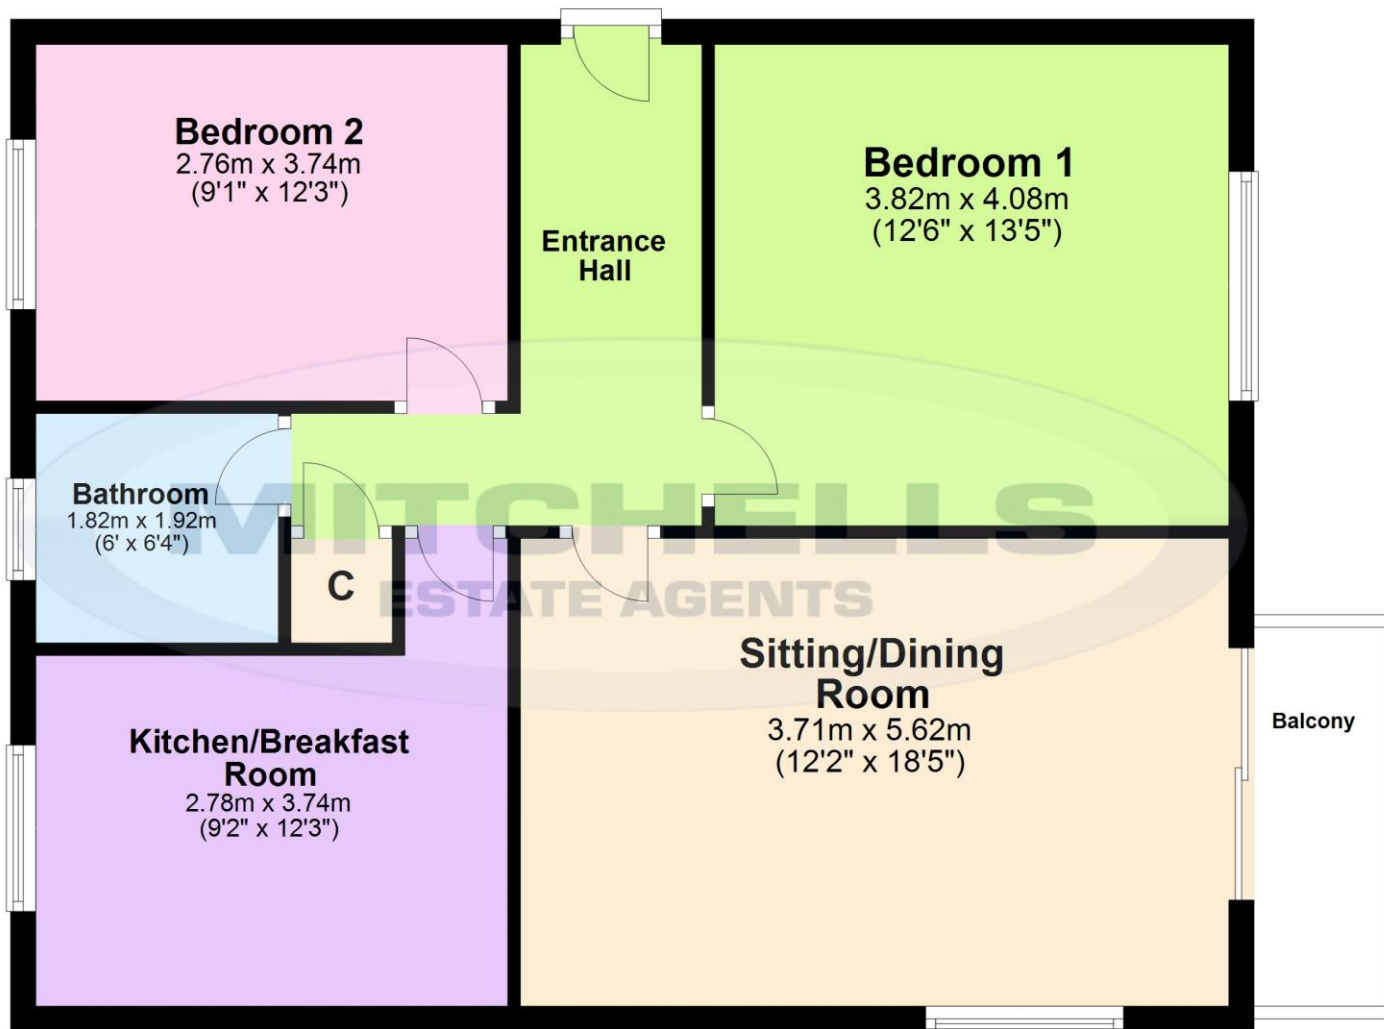 Bedroom 2
2.76m x 3.74m
(9'1" x 12'3")
Entrance
Hall
Bedroom 1
3.82m x 4.08m
(12'6" x 13'5")
Bathroom
1.82m x 1.92m
(6' x 6'4")
C
MITCHELLS
ESTATE AGENTS
Sitting/Dining
Room
3.71m x 5.62m
(12'2" x 18'5")
Balcony
Kitchen/Breakfast
Room
2.78m x 3.74m
(9'2" x 12'3")